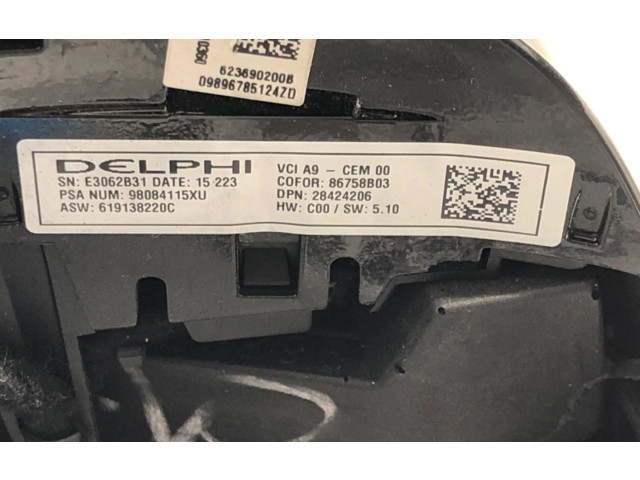 0360
6236902008
09896785124ZD
DELPHI
SN: E3062B31 DATE: 15 223
PSA NUM: 98084115XU
ASW: 619138220C
VCI A9 - CEM 00
COFOR: 86758B03
DPN: 28424206
HW: C00 / SW: 5.10